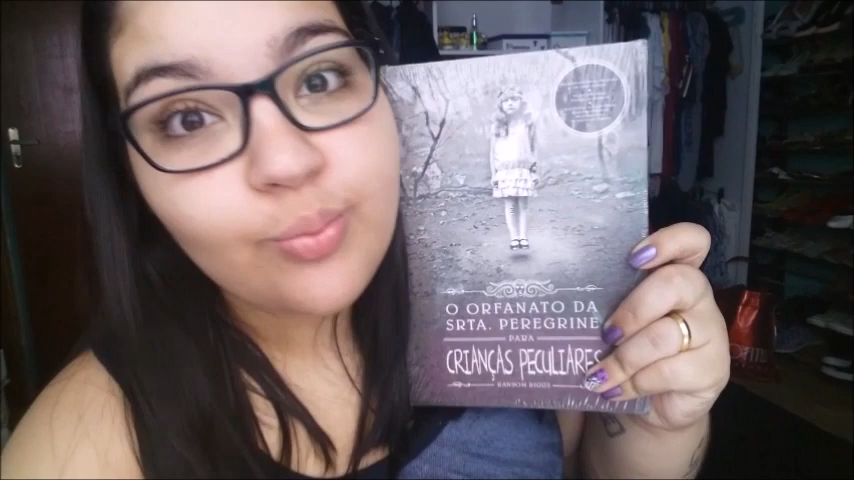 O ORFANATO DA
SRTA. PEREGRINE
PARA
CRIANÇAS PECULIARES
RANSOM RIGGS